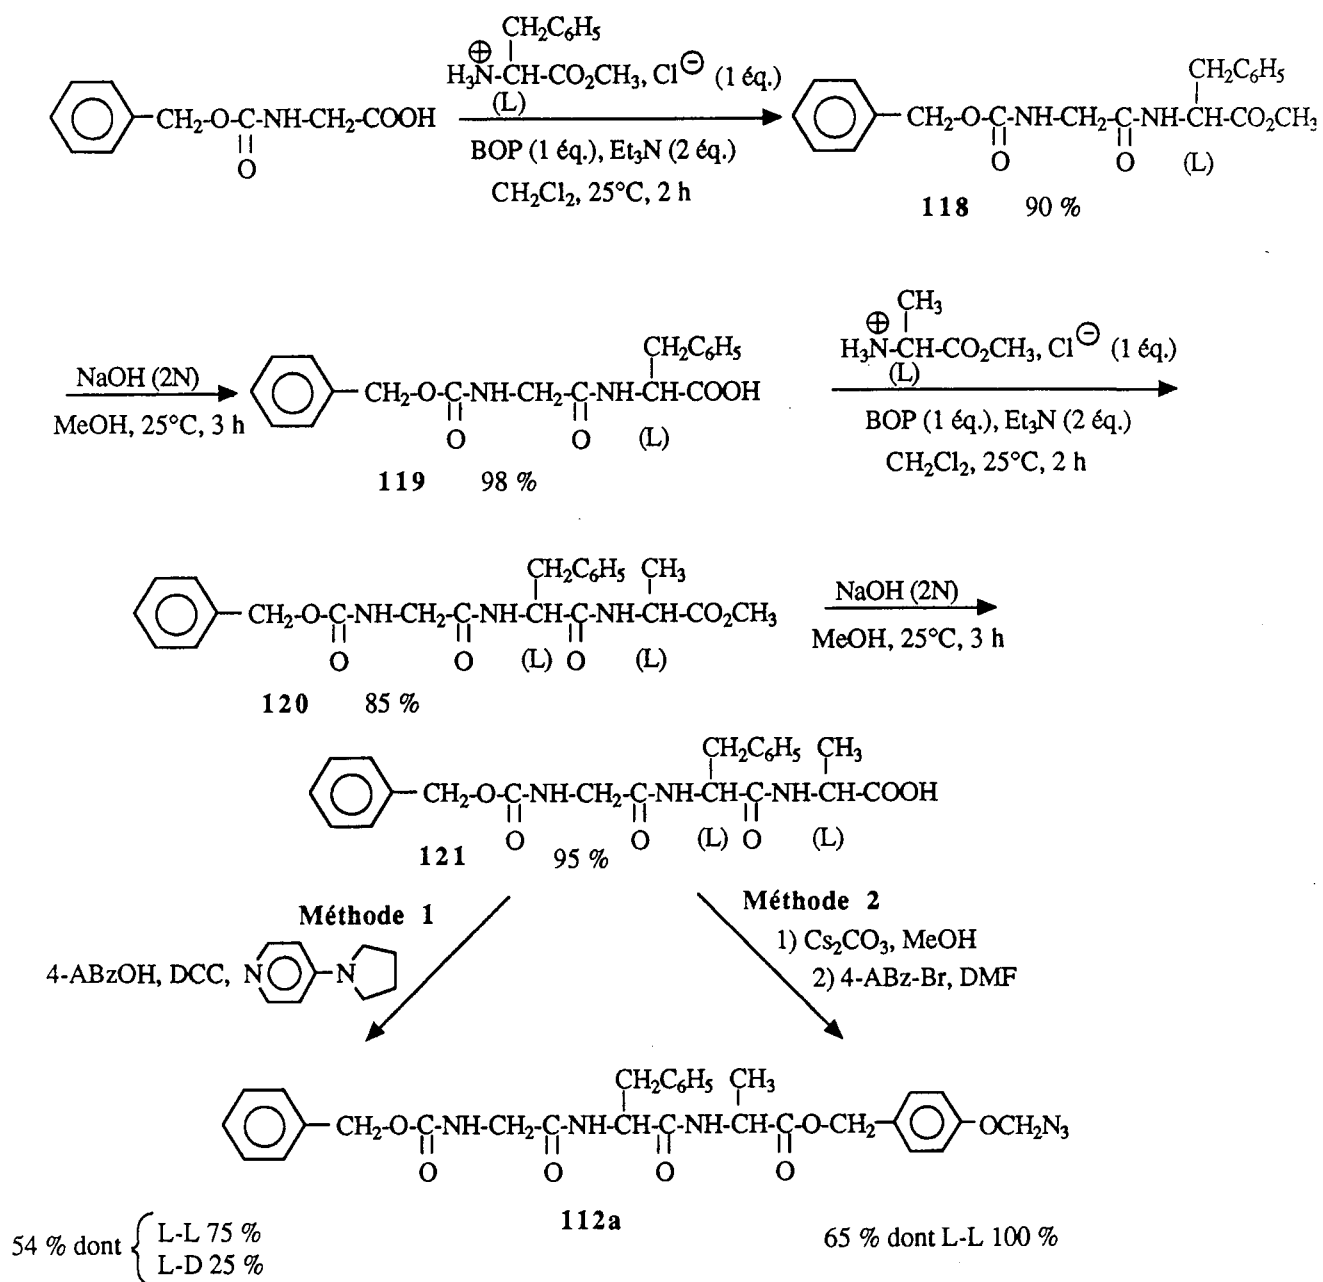 CH2C6H5
H3N⊕-CH-CO2CH3, Cl⊖ (1 éq.)
(L)
CH2-O-C-NH-CH2-COOH
O
BOP (1 éq.), Et3N (2 éq.)
CH2Cl2, 25°C, 2 h
CH2C6H5
CH2-O-C-NH-CH2-C-NH-CH-CO2CH3
O O (L)
118 90 %
NaOH (2N)
MeOH, 25°C, 3 h
CH2C6H5
CH2-O-C-NH-CH2-C-NH-CH-COOH
O O (L)
119 98 %
CH3
H3N⊕-CH-CO2CH3, Cl⊖ (1 éq.)
(L)
BOP (1 éq.), Et3N (2 éq.)
CH2Cl2, 25°C, 2 h
CH2C6H5 CH3
CH2-O-C-NH-CH2-C-NH-CH-C-NH-CH-CO2CH3
O O (L) O (L)
120 85 %
NaOH (2N)
MeOH, 25°C, 3 h
CH2C6H5 CH3
CH2-O-C-NH-CH2-C-NH-CH-C-NH-CH-COOH
O O (L) O (L)
121 95 %
Méthode 1
4-ABzOH, DCC, N N
Méthode 2
1) Cs2CO3, MeOH
2) 4-ABz-Br, DMF
CH2C6H5 CH3
CH2-O-C-NH-CH2-C-NH-CH-C-NH-CH-C-O-CH2 OCH2N3
O O O O
112a
54 % dont { L-L 75 %
L-D 25 %
65 % dont L-L 100 %